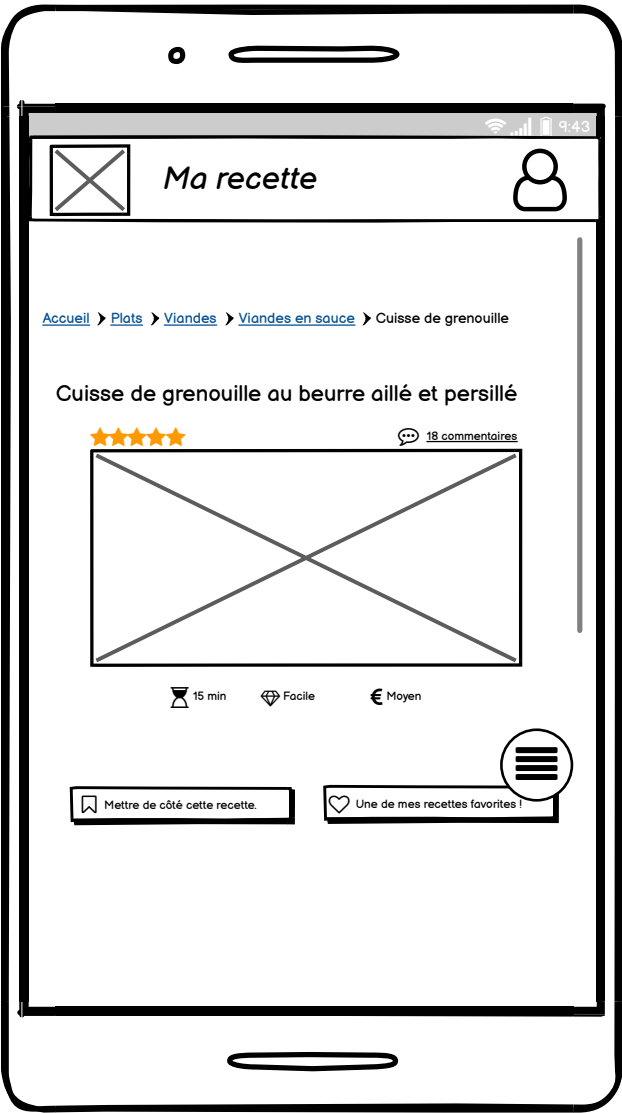 9:43
Ma recette
Accueil Plats Viandes Viandes en sauce Cuisse de grenouille
Cuisse de grenouille au beurre aillé et persillé
18 commentaires
15 min Facile € Moyen
Mettre de côté cette recette. Une de mes recettes favorites !